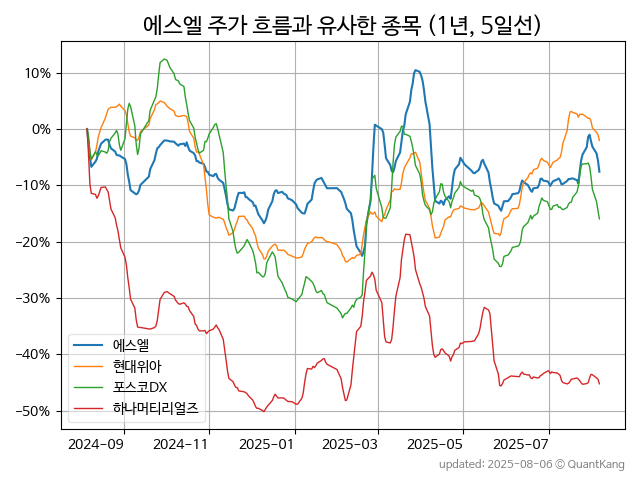 에스엘 주가 흐름과 유사한 종목 (1년, 5일선)
10%
0%
−10%
−20%
−30%
−40%
−50%
에스엘
현대위아
포스코DX
하나머티리얼즈
2024-09
2024-11
2025-01
2025-03
2025-05
2025-07
updated: 2025-08-06 © QuantKang